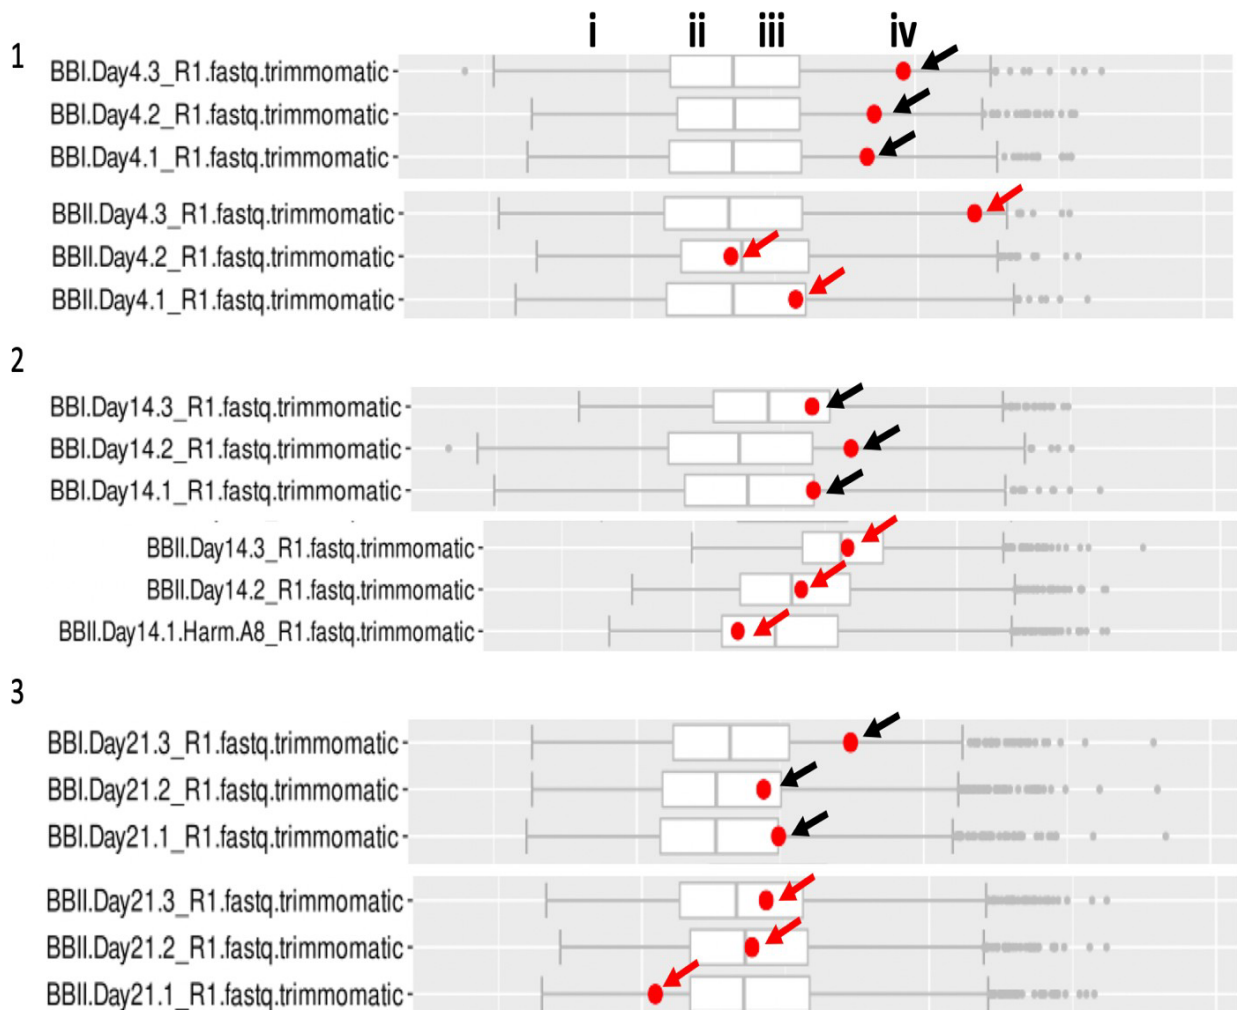 i ii iii iv
1
BBI.Day4.3_R1.fastq.trimmomatic
BBI.Day4.2_R1.fastq.trimmomatic
BBI.Day4.1_R1.fastq.trimmomatic
BBII.Day4.3_R1.fastq.trimmomatic
BBII.Day4.2_R1.fastq.trimmomatic
BBII.Day4.1_R1.fastq.trimmomatic
2
BBI.Day14.3_R1.fastq.trimmomatic
BBI.Day14.2_R1.fastq.trimmomatic
BBI.Day14.1_R1.fastq.trimmomatic
BBII.Day14.3_R1.fastq.trimmomatic
BBII.Day14.2_R1.fastq.trimmomatic
BBII.Day14.1.Harm.A8_R1.fastq.trimmomatic
3
BBI.Day21.3_R1.fastq.trimmomatic
BBI.Day21.2_R1.fastq.trimmomatic
BBI.Day21.1_R1.fastq.trimmomatic
BBII.Day21.3_R1.fastq.trimmomatic
BBII.Day21.2_R1.fastq.trimmomatic
BBII.Day21.1_R1.fastq.trimmomatic